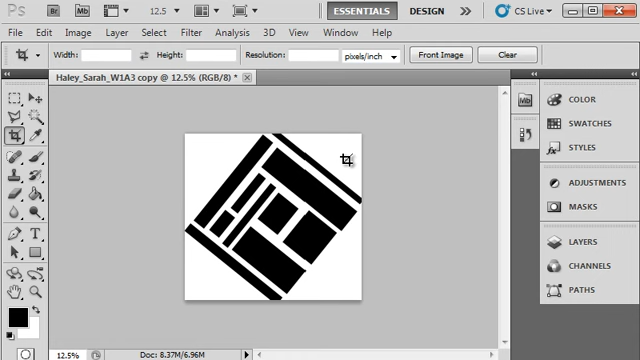 Ps Br Mb 12.5 ESSENTIALS DESIGN >> CS Live
File Edit Image Layer Select Filter Analysis 3D View Window Help
Width: Height: Resolution: pixels/inch Front Image Clear
Haley_Sarah_W1A3 copy @ 12.5% (RGB/8) *
Mb COLOR
SWATCHES
STYLES
ADJUSTMENTS
MASKS
LAYERS
CHANNELS
PATHS
T
12.5% Doc: 8.37M/6.96M